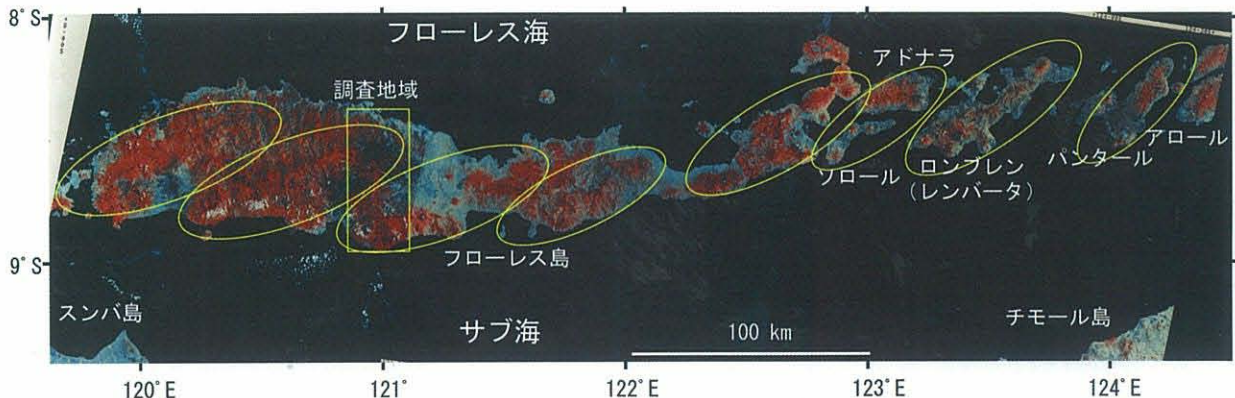 8°S
フローレス海
アドナラ
調査地域
アロール
パンタール
ロンブレン
(レンバータ)
ソロール
フローレス島
9°S
スンバ島
サブ海
100 km
チモール島
120°E
121°E
122°E
123°E
124°E